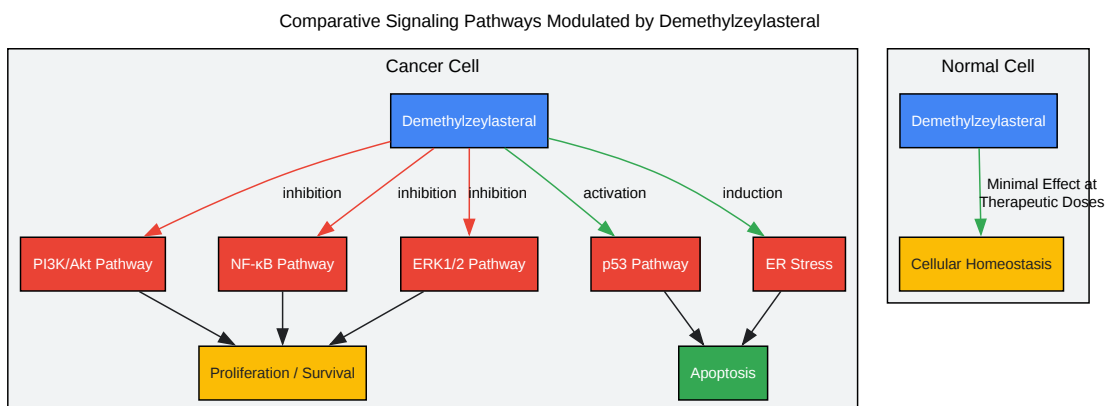 Comparative Signaling Pathways Modulated by Demethylzeylasteral
Cancer Cell
Normal Cell
Demethylzeylasteral
Demethylzeylasteral
inhibition
inhibition
inhibition
activation
induction
Minimal Effect at
Therapeutic Doses
PI3K/Akt Pathway
NF-κB Pathway
ERK1/2 Pathway
p53 Pathway
ER Stress
Cellular Homeostasis
Proliferation / Survival
Apoptosis